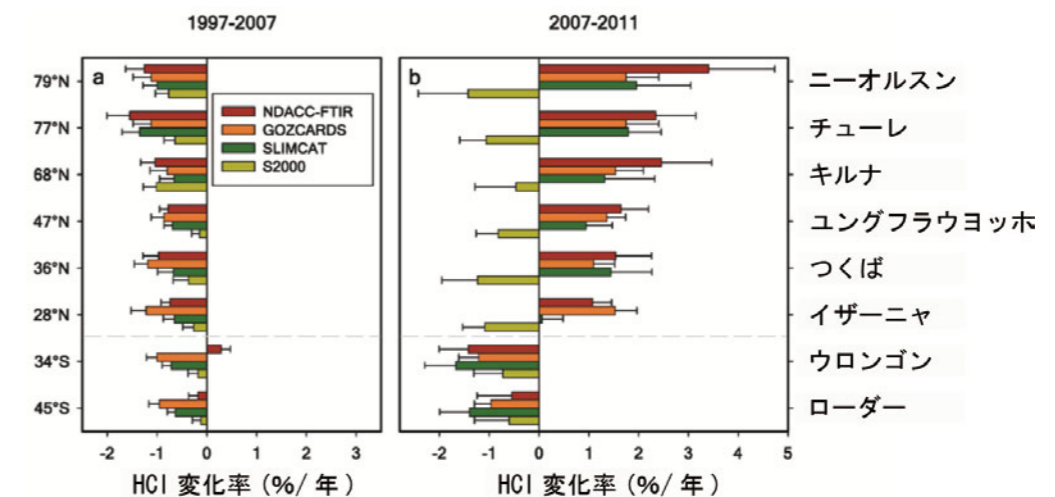 1997-2007
2007-2011
a
b
NDACC-FTIR
GOZCARDS
SLIMCAT
S2000
79°N
ニーオルスン
77°N
チューレ
68°N
キルナ
47°N
ユングフラウヨッホ
36°N
つくば
28°N
イザーニャ
34°S
ウロンゴン
45°S
ローダー
-2 -1 0 1 2 3
-2 -1 0 1 2 3 4 5
HCl 変化率 (%/ 年)
HCl 変化率 (%/ 年)